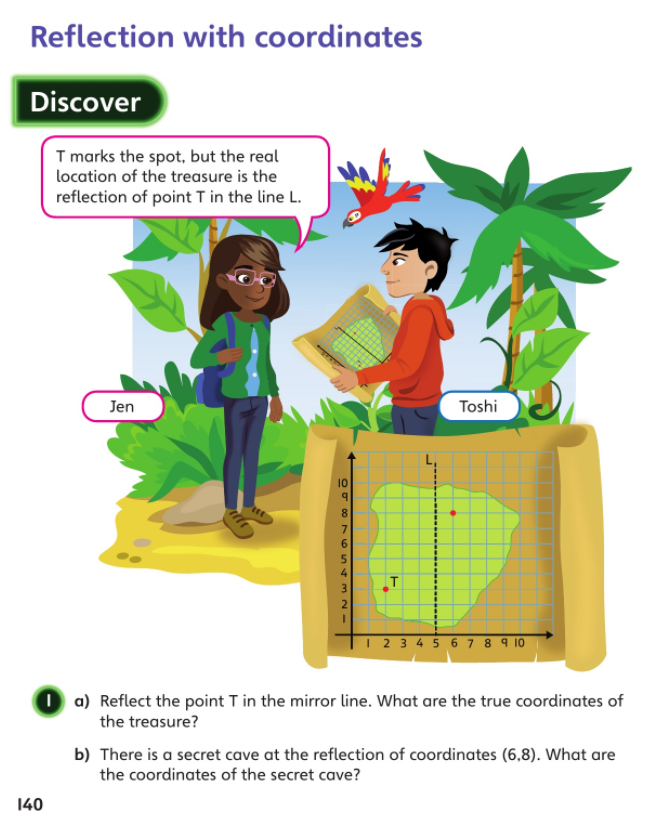 Reflection with coordinates
Discover
T marks the spot, but the real
location of the treasure is the
reflection of point T in the line L.
Jen
Toshi
L
10
9
8
7
6
5
4
T
3
2
1
1 2 3 4 5 6 7 8 9 10
1 a) Reflect the point T in the mirror line. What are the true coordinates of
the treasure?
b) There is a secret cave at the reflection of coordinates (6,8). What are
the coordinates of the secret cave?
140